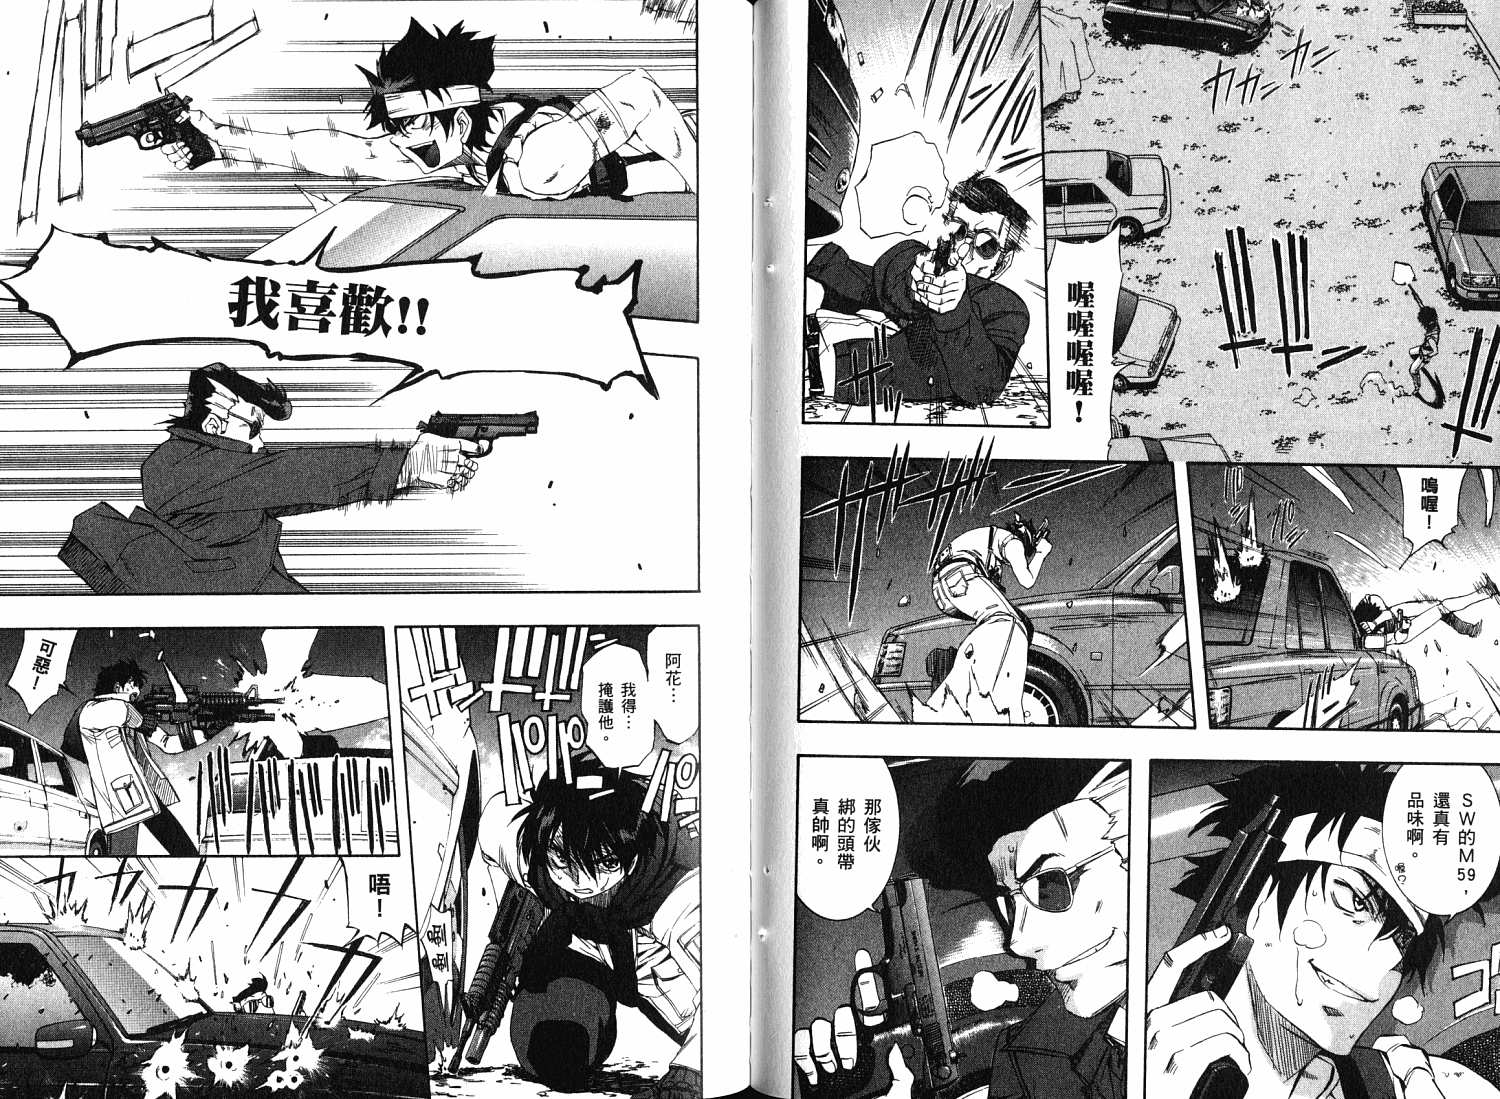 喔喔喔喔！
嗚喔！
SW的M59，
還真有
品味啊。
喔？
那傢伙
綁的頭帶
真帥啊。
我喜歡!!
阿花…
我得…
掩護他。
可惡！
唔！